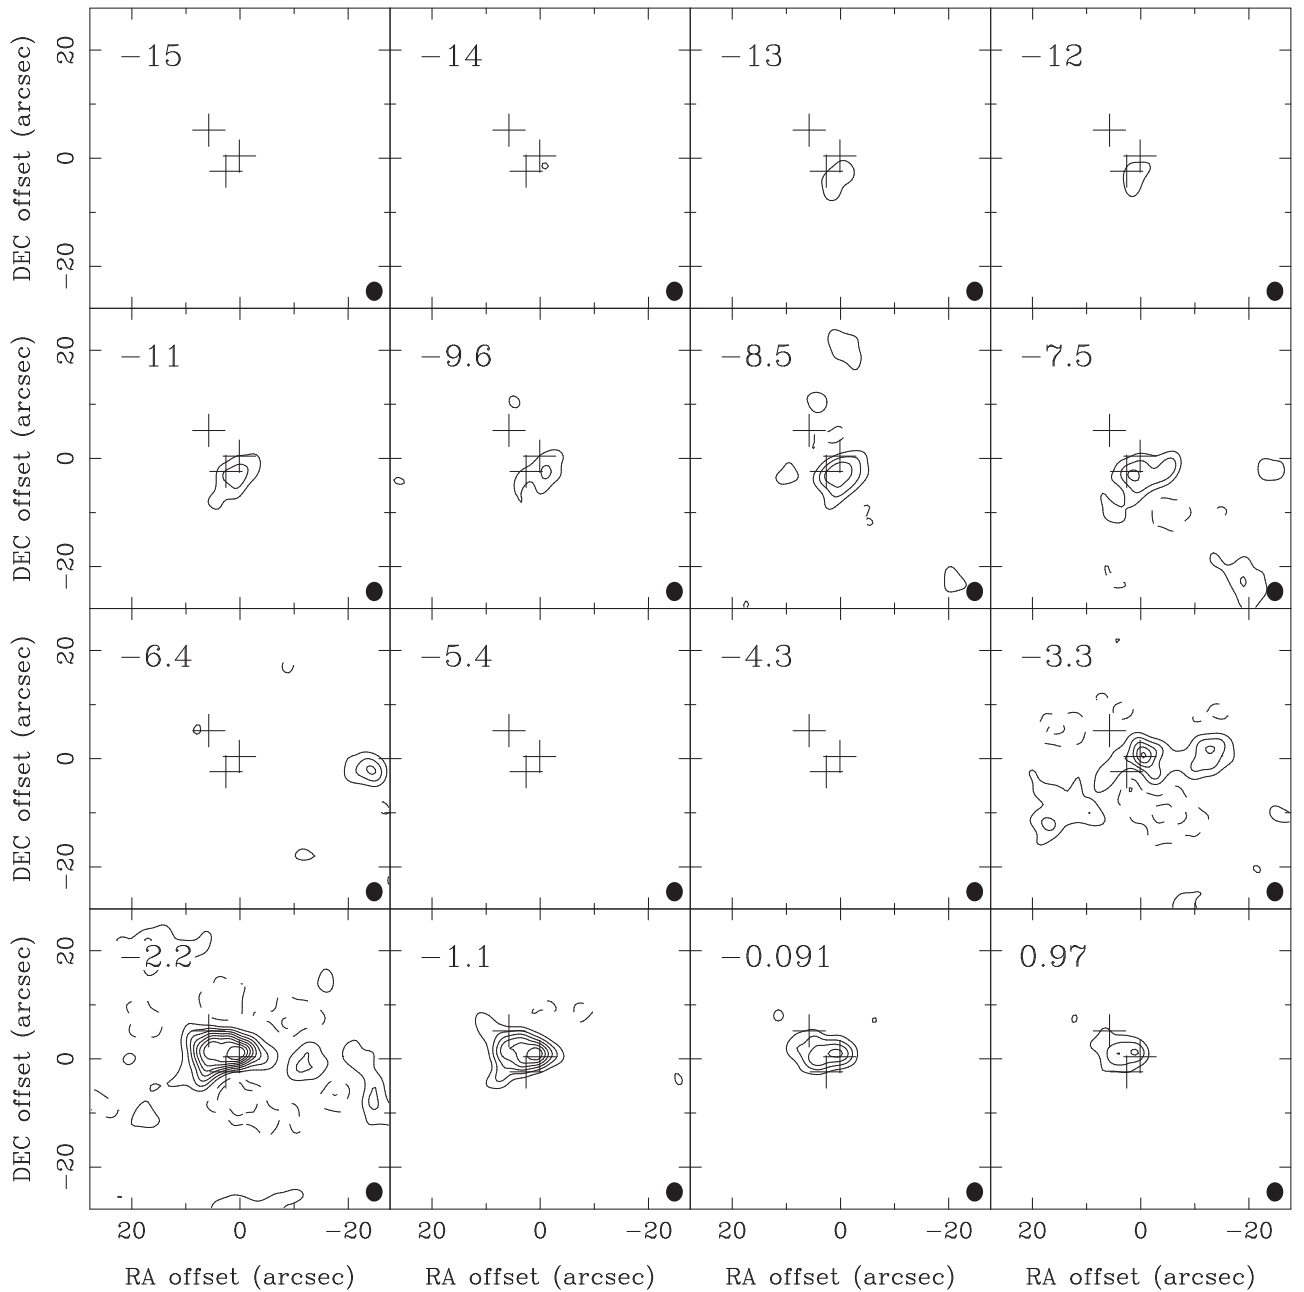 −15 −14 −13 −12
20 0 −20 DEC offset (arcsec)
−11 −9.6 −8.5 −7.5
20 0 −20 DEC offset (arcsec)
−6.4 −5.4 −4.3 −3.3
20 0 −20 DEC offset (arcsec)
−2.2 −1.1 −0.091 0.97
20 0 −20 DEC offset (arcsec)
20 0 −20 20 0 −20 20 0 −20 20 0 −20
RA offset (arcsec) RA offset (arcsec) RA offset (arcsec) RA offset (arcsec)